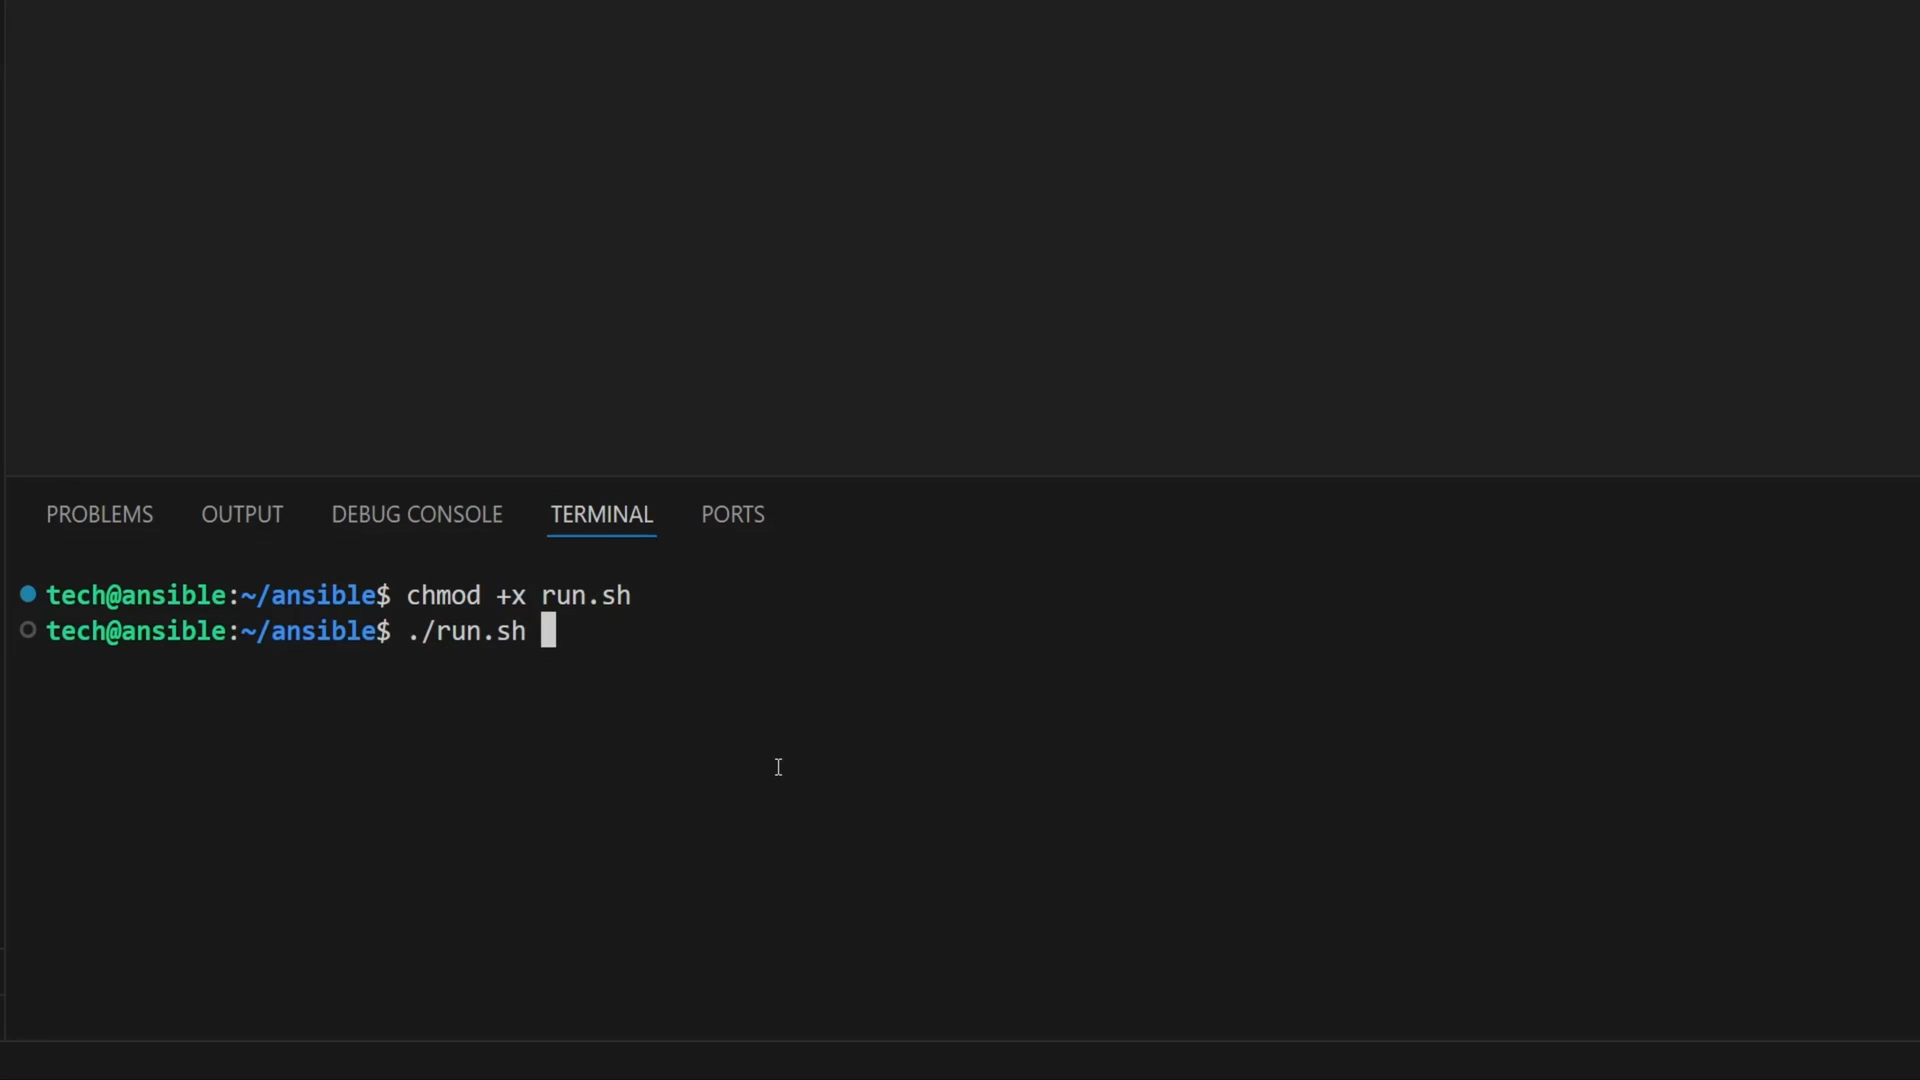 PROBLEMS OUTPUT DEBUG CONSOLE TERMINAL PORTS
tech@ansible:~/ansible$ chmod +x run.sh
tech@ansible:~/ansible$ ./run.sh